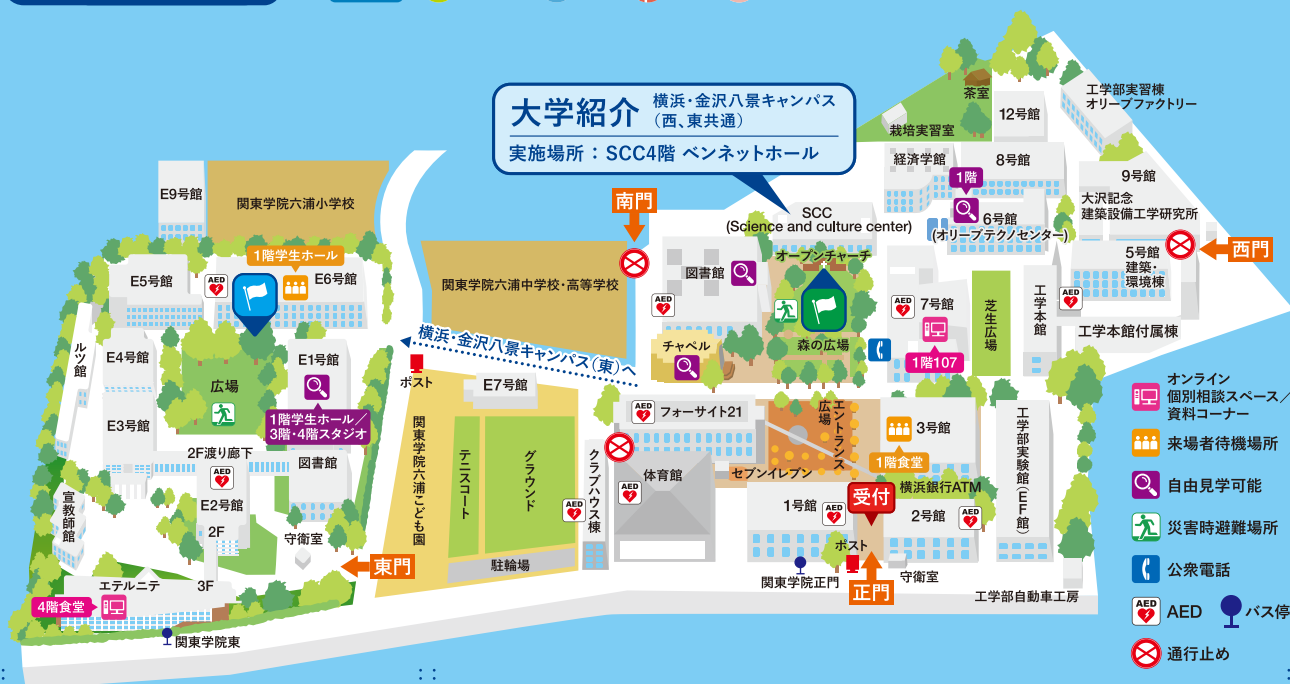 大学紹介
横浜・金沢八景キャンパス
（西、東共通）
実施場所：SCC4階 ベンネットホール
茶室
工学部実習棟
オリーブファクトリー
12号館
栽培実習室
経済学館
8号館
1階
9号館
6号館
(オリーブテクノセンター)
大沢記念
建築設備工学研究所
西門
5号館
建築・
環境棟
AED
工学本館
工学本館付属棟
SCC
(Science and culture center)
オープンチャーチ
南門
図書館
AED
チャペル
森の広場
AED
7号館
1階107
芝生広場
E9号館
関東学院六浦小学校
1階学生ホール
E5号館
AED
E6号館
関東学院六浦中学校・高等学校
横浜・金沢八景キャンパス（東）へ
ルツ館
E4号館
広場
E1号館
E3号館
1階学生ホール／
3階・4階スタジオ
2F渡り廊下
図書館
AED
E2号館
2F
宣教師館
守衛室
東門
エテルニテ
3F
4階食堂
関東学院東
ポスト
関東学院六浦こども園
E7号館
テニスコート
グラウンド
駐輪場
クラブハウス棟
AED
AED
フォーサイト21
体育館
AED
エントランス
広場
セブンイレブン
3号館
1階食堂
横浜銀行ATM
工学部実験館（EF館）
1号館
AED
受付
2号館
AED
ポスト
関東学院正門
正門
守衛室
工学部自動車工房
オンライン
個別相談スペース／
資料コーナー
来場者待機場所
自由見学可能
災害時避難場所
公衆電話
AED
AED
バス停
通行止め